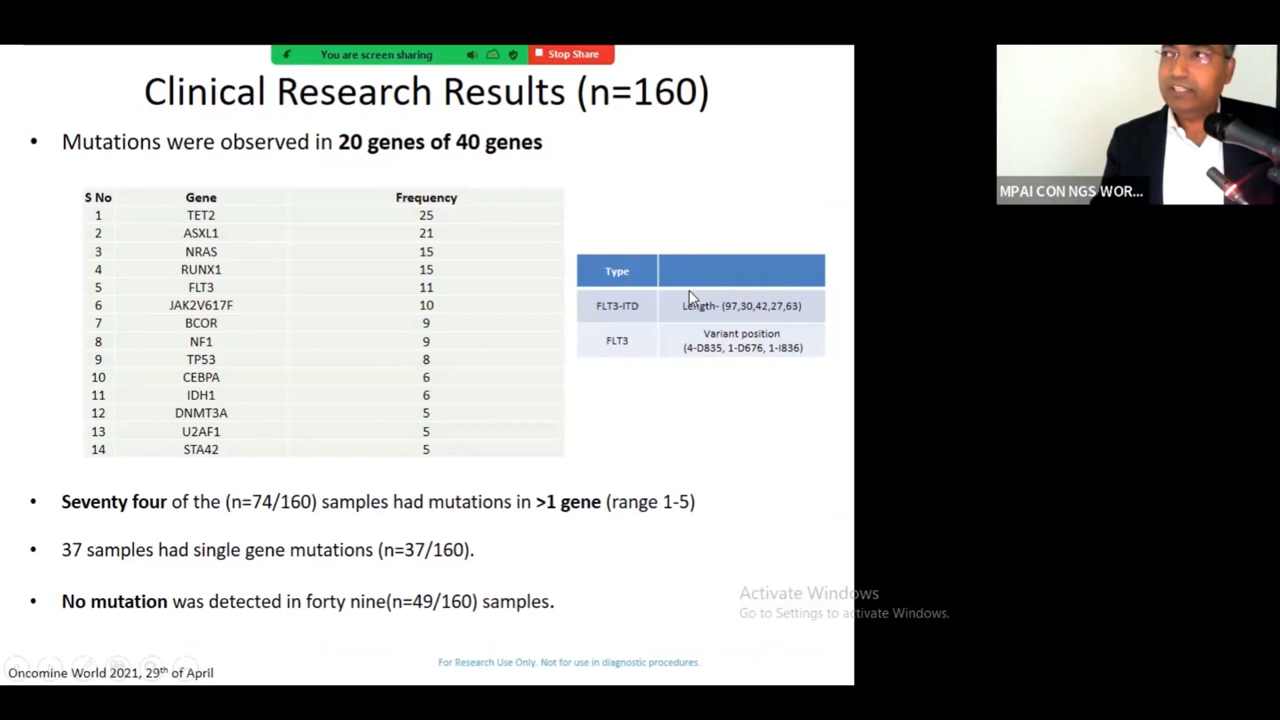 You are screen sharing
Stop Share
Clinical Research Results (n=160)
• Mutations were observed in 20 genes of 40 genes
S No Gene Frequency
1 TET2 25
2 ASXL1 21
3 NRAS 15
4 RUNX1 15
5 FLT3 11
6 JAK2V617F 10
7 BCOR 9
8 NF1 9
9 TP53 8
10 CEBPA 6
11 IDH1 6
12 DNMT3A 5
13 U2AF1 5
14 STA42 5
Type
FLT3-ITD Length- (97,30,42,27,63)
FLT3 Variant position
(4-D835, 1-D676, 1-I836)
• Seventy four of the (n=74/160) samples had mutations in >1 gene (range 1-5)
• 37 samples had single gene mutations (n=37/160).
• No mutation was detected in forty nine(n=49/160) samples.
For Research Use Only. Not for use in diagnostic procedures.
Oncomine World 2021, 29th of April
MPAI CON NGS WOR...
Activate Windows
Go to Settings to activate Windows.